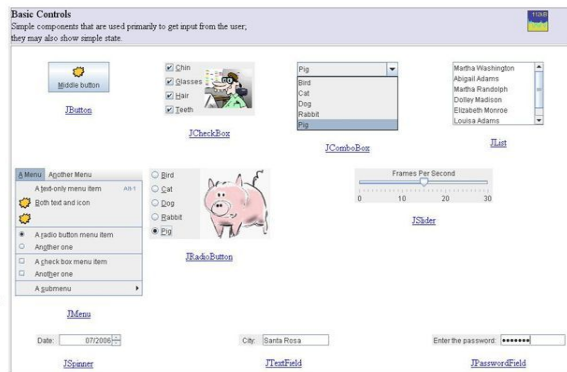 Basic Controls
Simple components that are used primarily to get input from the user;
they may also show simple state.
Middle button
JButton
Chin
Glasses
Hair
Teeth
JCheckBox
Pig
Bird
Cat
Dog
Rabbit
Pig
JComboBox
Martha Washington
Abigail Adams
Martha Randolph
Dolley Madison
Elizabeth Monroe
Louisa Adams
JList
A Menu Another Menu
A text-only menu item Alt-1
Both text and icon
A radio button menu item
Another one
A check box menu item
Another one
A submenu
JMenu
Bird
Cat
Dog
Rabbit
Pig
JRadioButton
Frames Per Second
0 10 20 30
JSlider
Date: 07/2006
JSpinner
City: Santa Rosa
JTextField
Enter the password: •••••••
JPasswordField